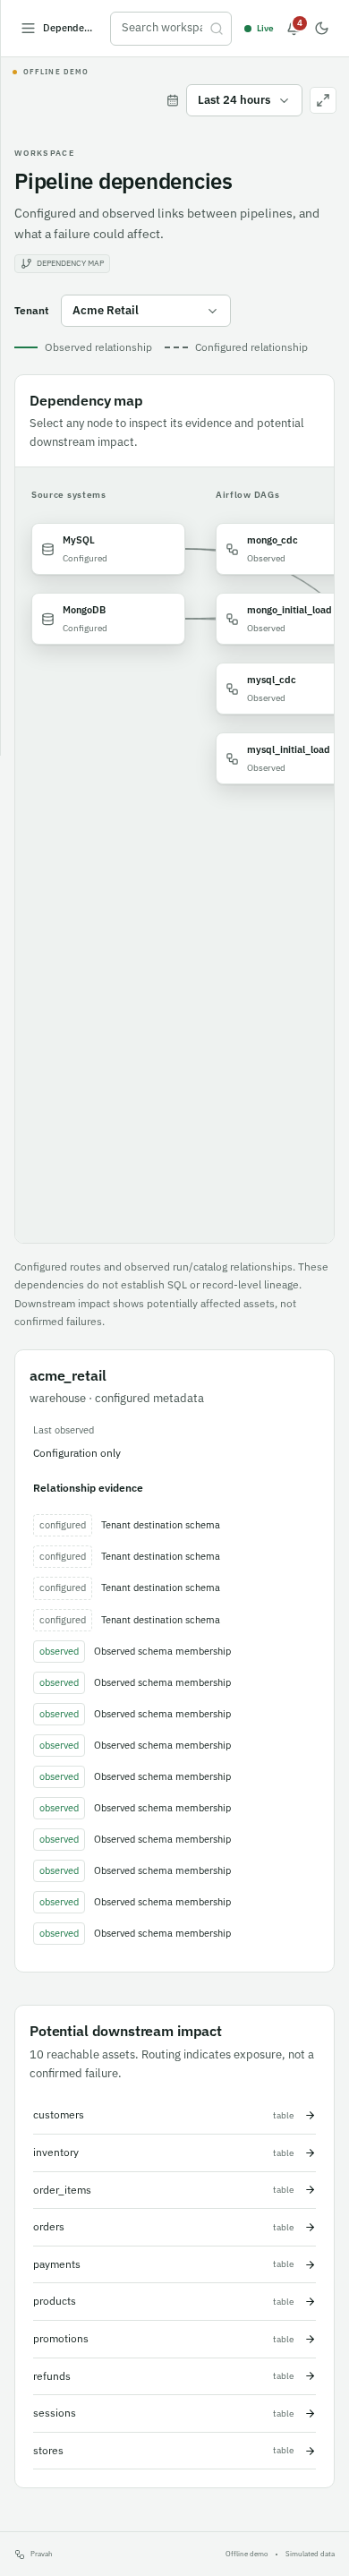 Depende...
Search workspa
Live
4
OFFLINE DEMO
Last 24 hours
WORKSPACE
Pipeline dependencies
Configured and observed links between pipelines, and
what a failure could affect.
DEPENDENCY MAP
Tenant
Acme Retail
Observed relationship
Configured relationship
Dependency map
Select any node to inspect its evidence and potential
downstream impact.
Source systems
Airflow DAGs
MySQL
Configured
mongo_cdc
Observed
MongoDB
Configured
mongo_initial_load
Observed
mysql_cdc
Observed
mysql_initial_load
Observed
Configured routes and observed run/catalog relationships. These
dependencies do not establish SQL or record-level lineage.
Downstream impact shows potentially affected assets, not
confirmed failures.
acme_retail
warehouse · configured metadata
Last observed
Configuration only
Relationship evidence
configured Tenant destination schema
configured Tenant destination schema
configured Tenant destination schema
configured Tenant destination schema
observed Observed schema membership
observed Observed schema membership
observed Observed schema membership
observed Observed schema membership
observed Observed schema membership
observed Observed schema membership
observed Observed schema membership
observed Observed schema membership
observed Observed schema membership
observed Observed schema membership
Potential downstream impact
10 reachable assets. Routing indicates exposure, not a
confirmed failure.
customers table
inventory table
order_items table
orders table
payments table
products table
promotions table
refunds table
sessions table
stores table
Pravah
Offline demo • Simulated data